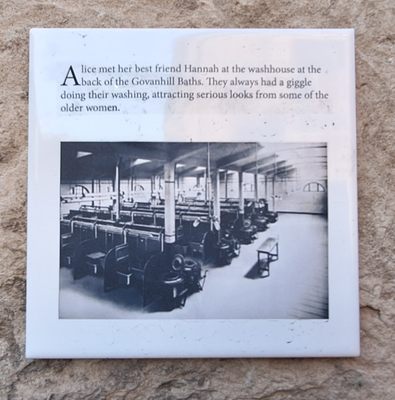 Alice met her best friend Hannah at the washhouse at the
back of the Govanhill Baths. They always had a giggle
doing their washing, attracting serious looks from some of the
older women.